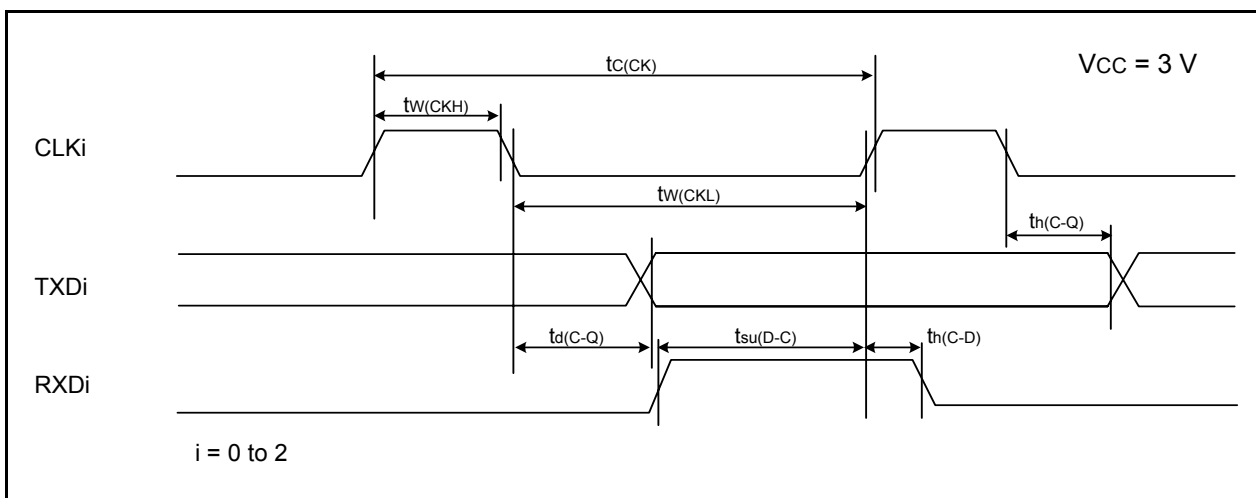 tC(CK)
VCC = 3 V
tW(CKH)
CLKi
tW(CKL)
th(C-Q)
TXDi
td(C-Q)
tsu(D-C)
th(C-D)
RXDi
i = 0 to 2